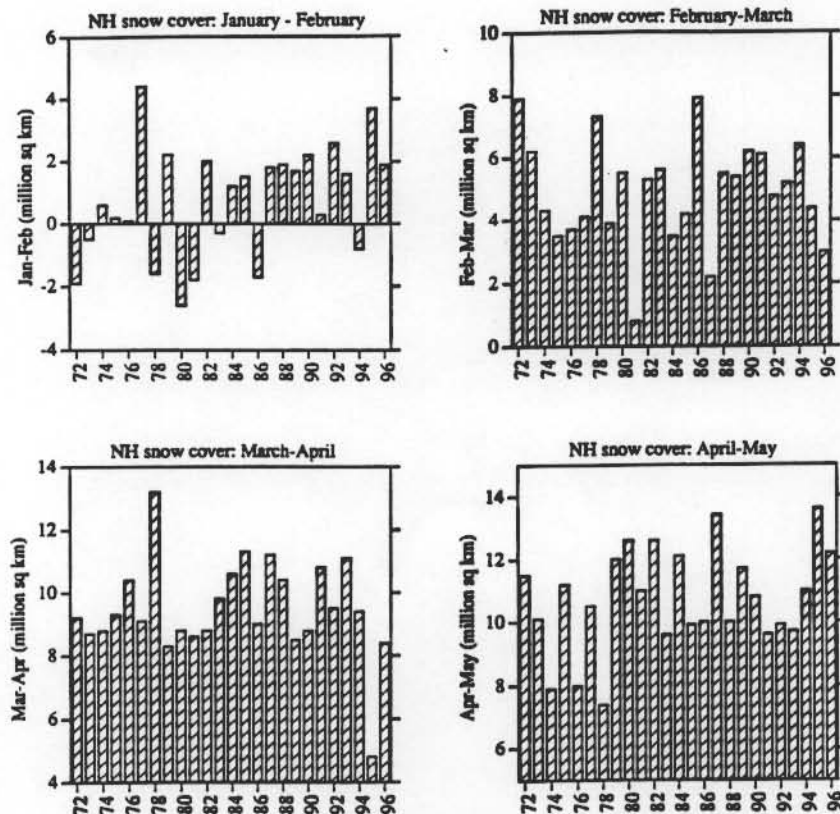 NH snow cover: January - February
Jan-Feb (million sq km)
6
4
2
0
-2
-4
72 74 76 78 80 82 84 86 88 90 92 94 96
NH snow cover: February-March
Feb-Mar (million sq km)
10
8
6
4
2
0
72 74 76 78 80 82 84 86 88 90 92 94 96
NH snow cover: March-April
Mar-Apr (million sq km)
14
12
10
8
6
4
72 74 76 78 80 82 84 86 88 90 92 94 96
NH snow cover: April-May
Apr-May (million sq km)
14
12
10
8
6
72 74 76 78 80 82 84 86 88 90 92 94 96